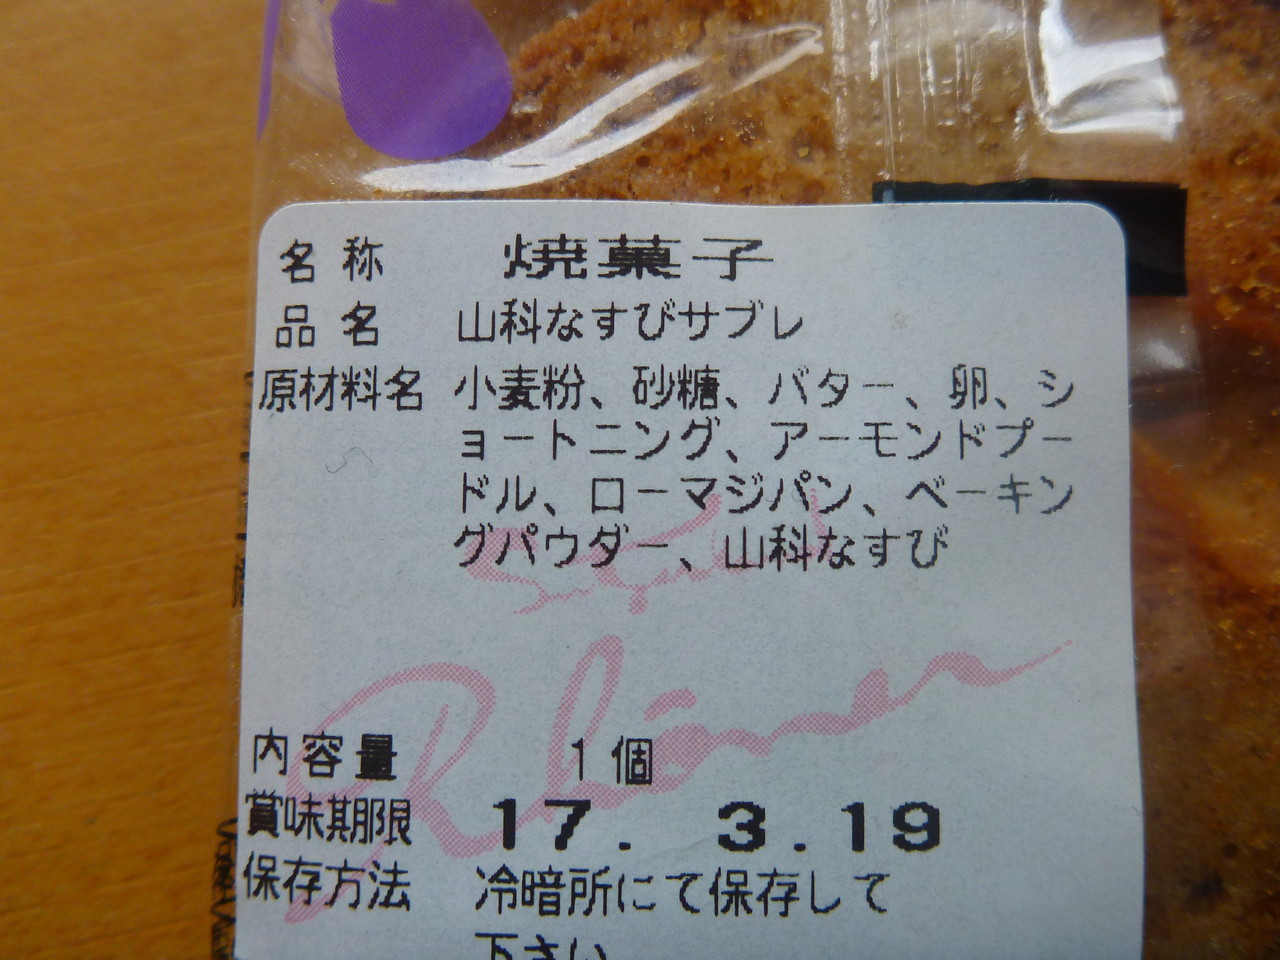 名称 焼菓子
品名 山科なすびサブレ
原材料名 小麦粉、砂糖、バター、卵、シ
ョートニング、アーモンドプー
ドル、ローマジパン、ベーキン
グパウダー、山科なすび
内容量 1個
賞味期限 17. 3.19
保存方法 冷暗所にて保存して
下さい